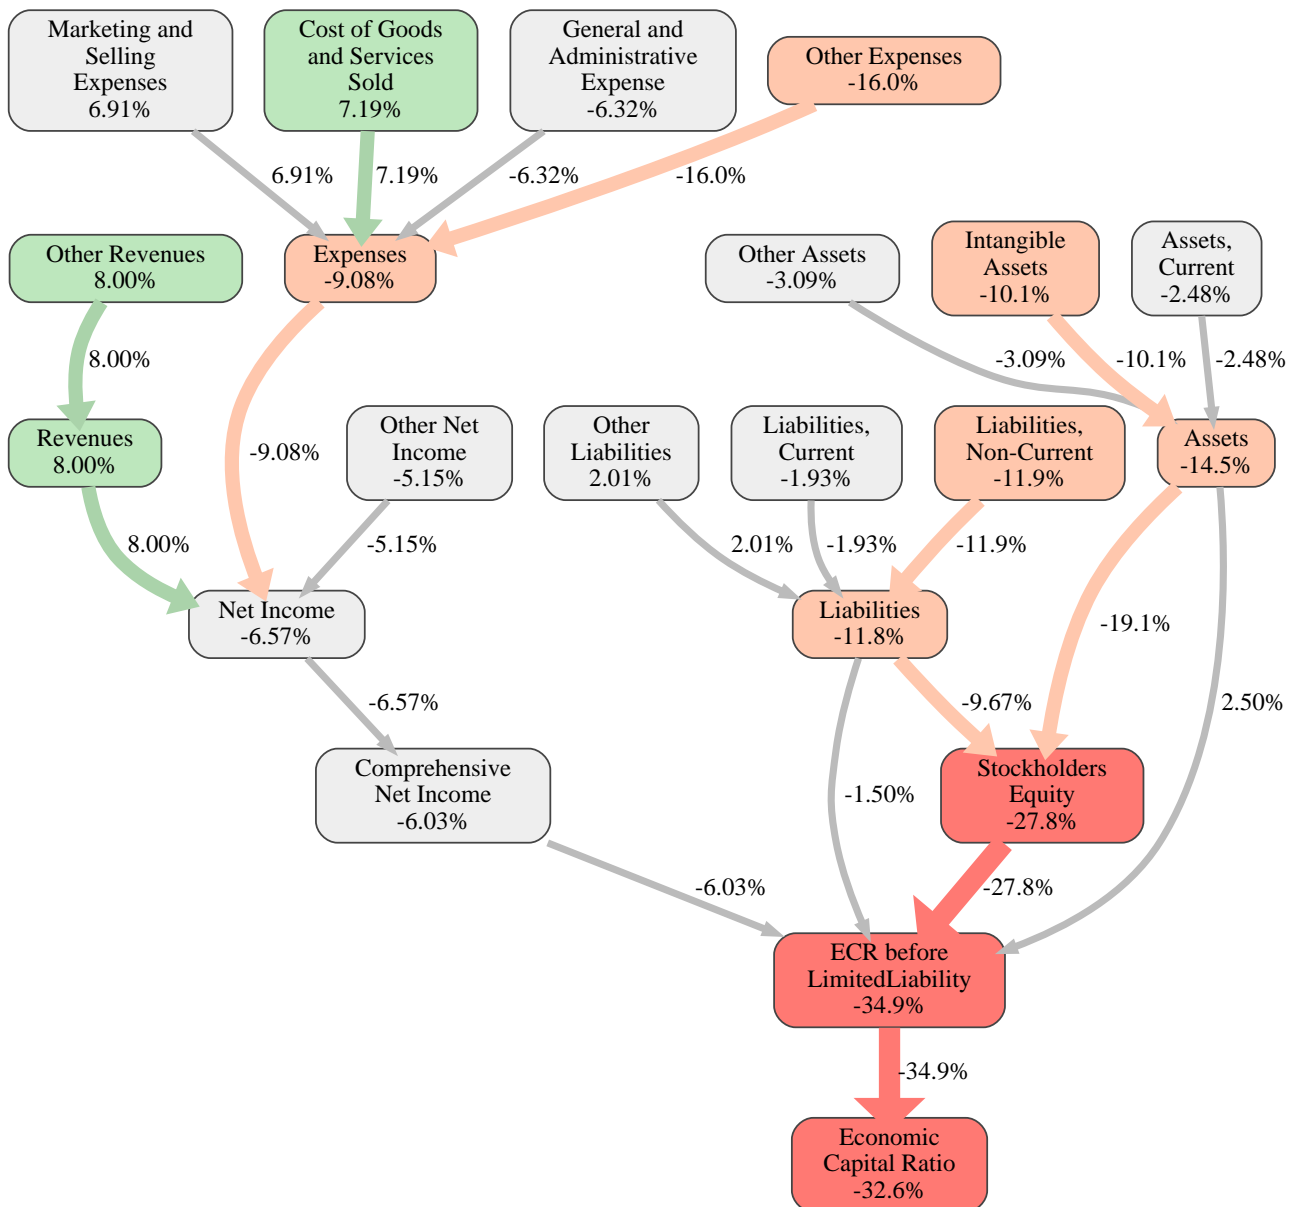 Marketing and
Selling
Expenses
6.91%
Cost of Goods
and Services
Sold
7.19%
General and
Administrative
Expense
-6.32%
Other Expenses
-16.0%
6.91%
7.19%
-6.32%
-16.0%
Other Revenues
8.00%
Expenses
-9.08%
Other Assets
-3.09%
Intangible
Assets
-10.1%
Assets,
Current
-2.48%
8.00%
-3.09%
-10.1%
-2.48%
Revenues
8.00%
-9.08%
Other Net
Income
-5.15%
Other
Liabilities
2.01%
Liabilities,
Current
-1.93%
Liabilities,
Non-Current
-11.9%
Assets
-14.5%
8.00%
-5.15%
2.01%
-1.93%
-11.9%
Net Income
-6.57%
Liabilities
-11.8%
-19.1%
-6.57%
-9.67%
2.50%
Comprehensive
Net Income
-6.03%
-1.50%
Stockholders
Equity
-27.8%
-6.03%
-27.8%
ECR before
LimitedLiability
-34.9%
-34.9%
Economic
Capital Ratio
-32.6%